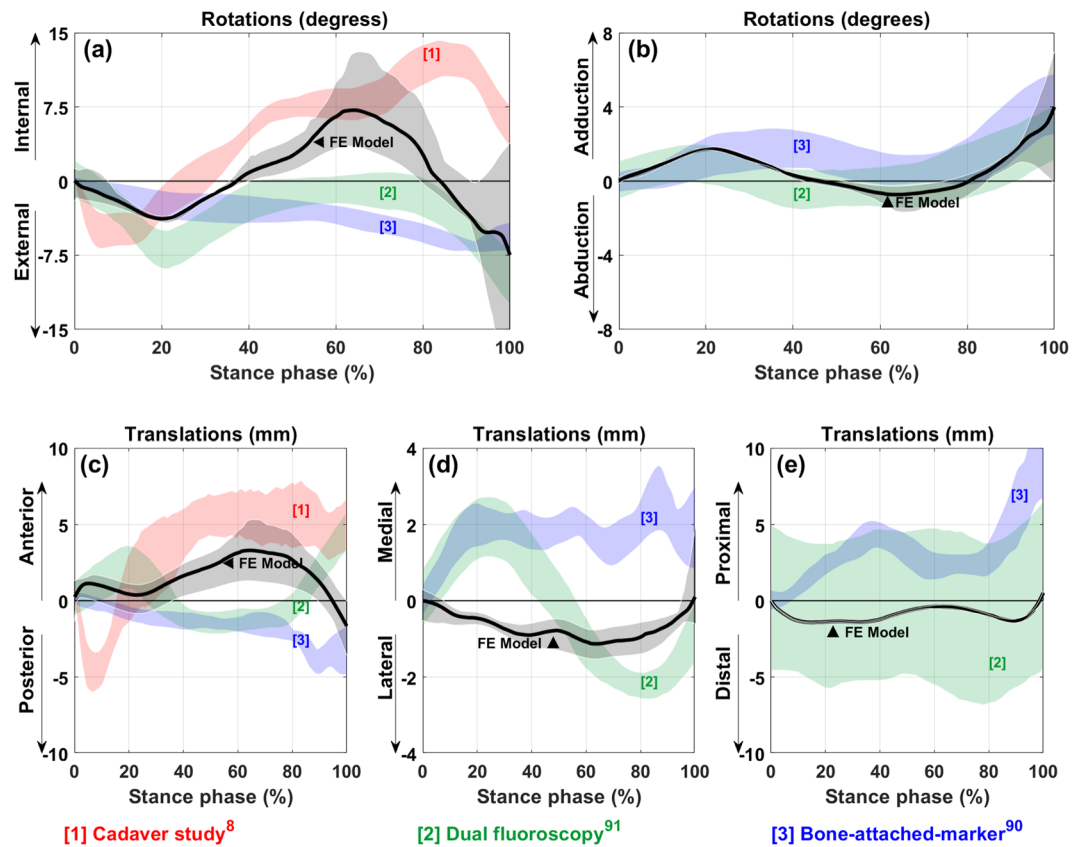 Rotations (degress)
(a)
Internal
External
15
7.5
0
-7.5
-15
[1]
FE Model
[2]
[3]
0 20 40 60 80 100
Stance phase (%)
Rotations (degrees)
(b)
Adduction
Abduction
8
4
0
-4
-8
[3]
[2]
FE Model
0 20 40 60 80 100
Stance phase (%)
Translations (mm)
(c)
Anterior
Posterior
10
5
0
-5
-10
[1]
FE Model
[2]
[3]
0 20 40 60 80 100
Stance phase (%)
Translations (mm)
(d)
Medial
Lateral
4
2
0
-2
-4
[3]
FE Model
[2]
0 20 40 60 80 100
Stance phase (%)
Translations (mm)
(e)
Proximal
Distal
10
5
0
-5
-10
[3]
FE Model
[2]
0 20 40 60 80 100
Stance phase (%)
[1] Cadaver study8
[2] Dual fluoroscopy91
[3] Bone-attached-marker90